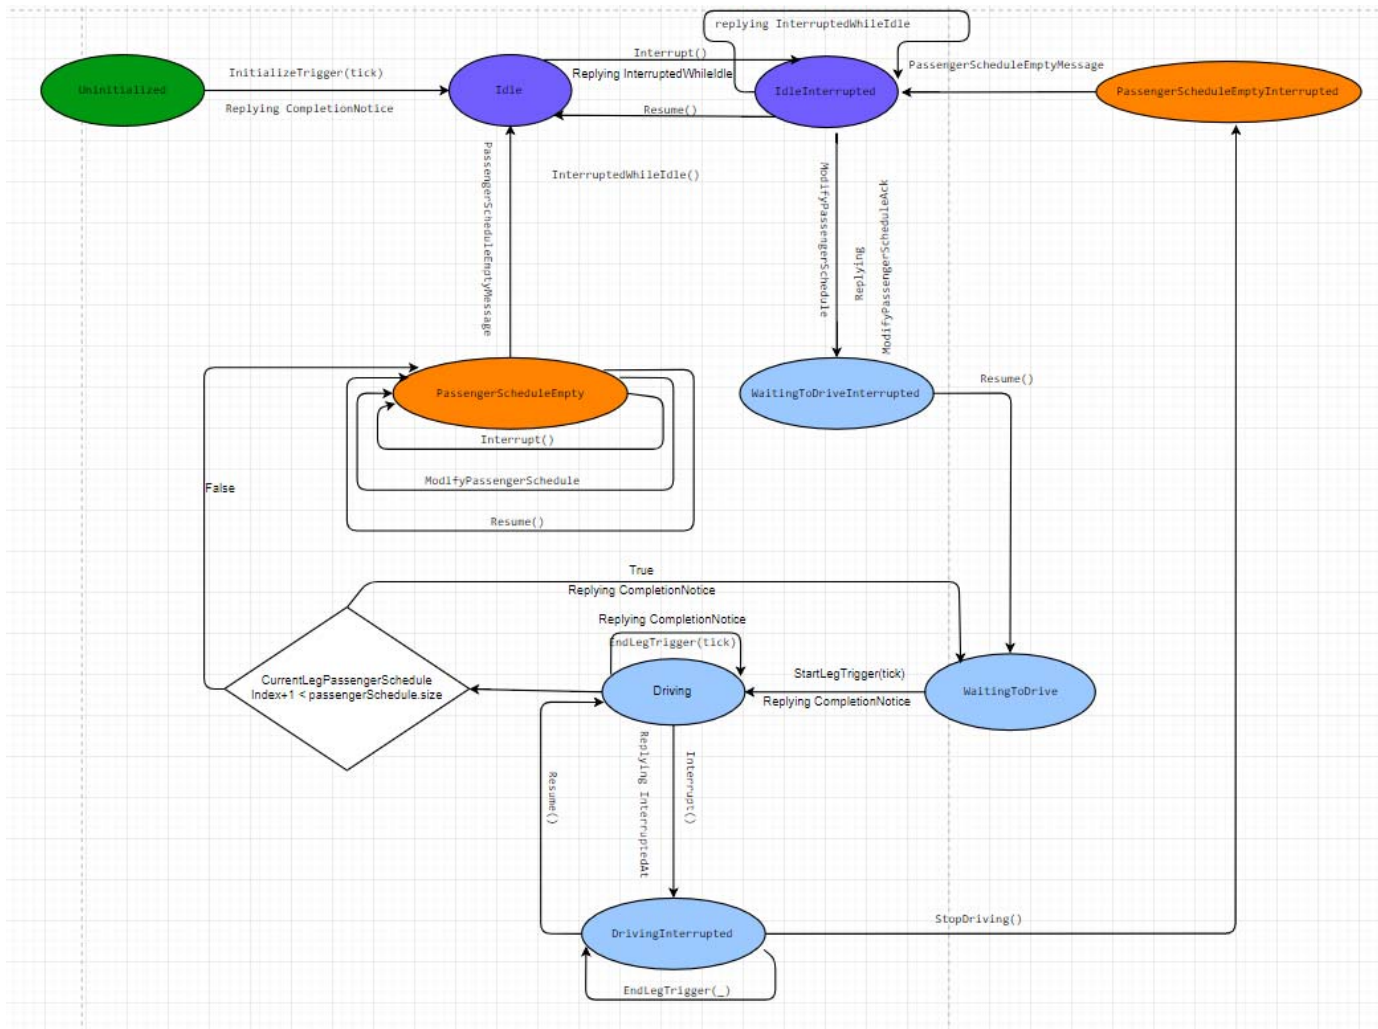 replying InterruptedWhileIdle
Interrupt()
PassengerScheduleEmptyMessage
InitializeTrigger(tick)
Replying InterruptedWhileIdle
Uninitialized
Idle
IdleInterrupted
PassengerScheduleEmptyInterrupted
Replying CompletionNotice
Resume()
InterruptedWhileIdle()
PassengerScheduleEmptyMessage
ModifyPassengerSchedule
Replying
ModifyPassengerScheduleAck
Resume()
PassengerScheduleEmpty
WaitingToDriveInterrupted
Interrupt()
ModifyPassengerSchedule
False
Resume()
True
Replying CompletionNotice
Replying CompletionNotice
EndLegTrigger(tick)
CurrentLegPassengerSchedule
Index+1 < passengerSchedule.size
StartLegTrigger(tick)
Driving
WaitingToDrive
Replying CompletionNotice
Resume()
Replying InterruptedAt
Interrupt()
StopDriving()
DrivingInterrupted
EndLegTrigger(_)